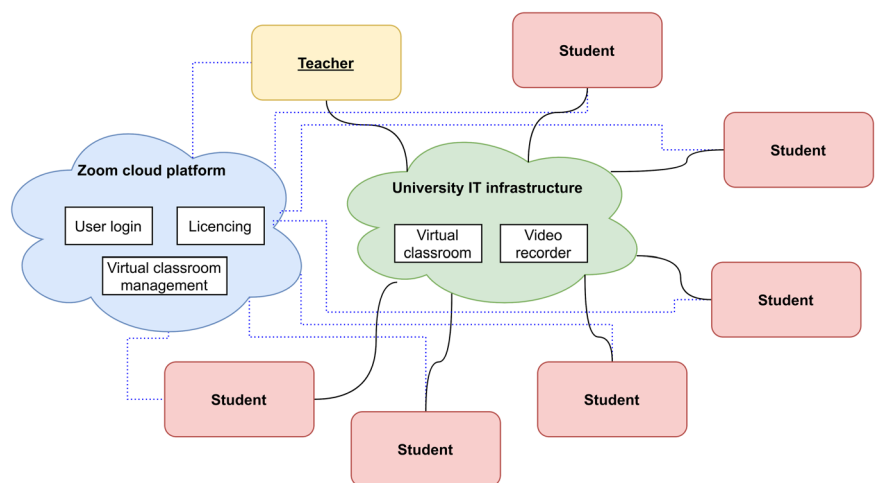 Teacher
Student
Student
Zoom cloud platform
User login
Licencing
Virtual classroom
management
University IT infrastructure
Virtual
classroom
Video
recorder
Student
Student
Student
Student